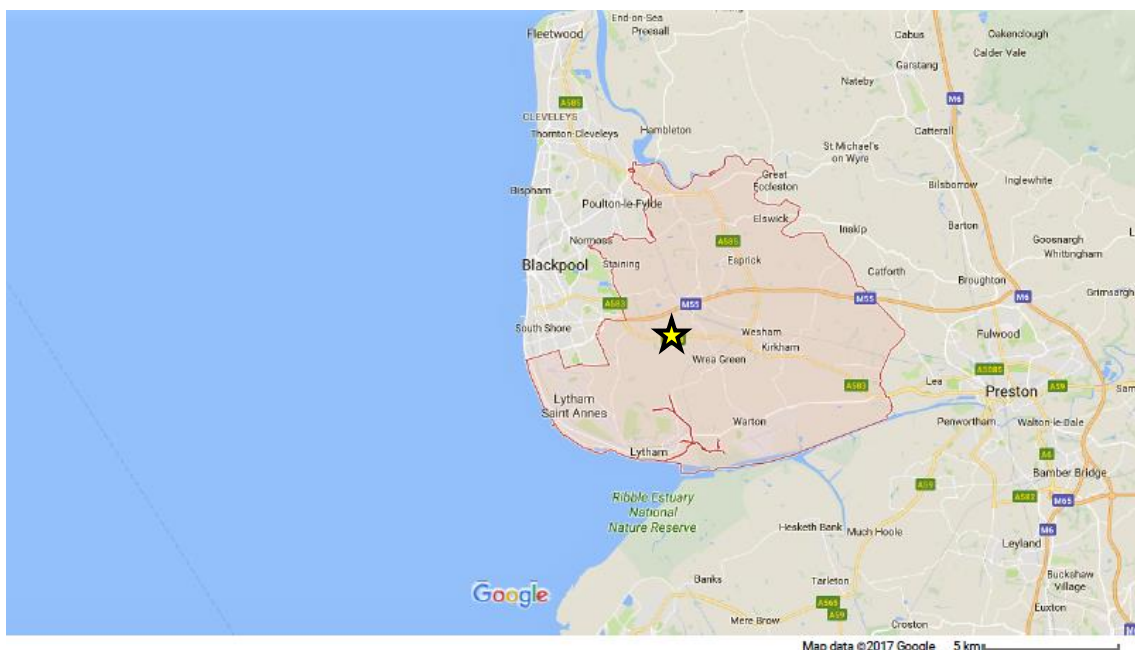 End-on-Sea
Preesall
Fleetwood
Cabus
Oakenclough
Calder Vale
Garstang
Nateby
M6
A585
CLEVELEYS
Thornton-Cleveleys
Hambleton
Catterall
St Michael's
on Wyre
Great
Eccleston
Bilsborrow
Inglewhite
Bispham
Poulton-le-Fylde
Elswick
Inskip
Barton
Normoss
A585
Goosnargh
Whittingham
Blackpool
Staining
Esprick
Catforth
Broughton
Grimsargh
A583
M55
M55
M6
South Shore
Wesham
Kirkham
Fulwood
Wrea Green
Lea
A583
A5085
Preston
A59
Lytham
Saint Annes
Warton
Penwortham
Walton-le-Dale
Lytham
A6
Bamber Bridge
A59
A582
M65
Ribble Estuary
National
Nature Reserve
Hesketh Bank
Much Hoole
M6
Leyland
Buckshaw
Village
Banks
Tarleton
A565
A59
Euxton
Mere Brow
Croston
Google
Map data ©2017 Google
5 km